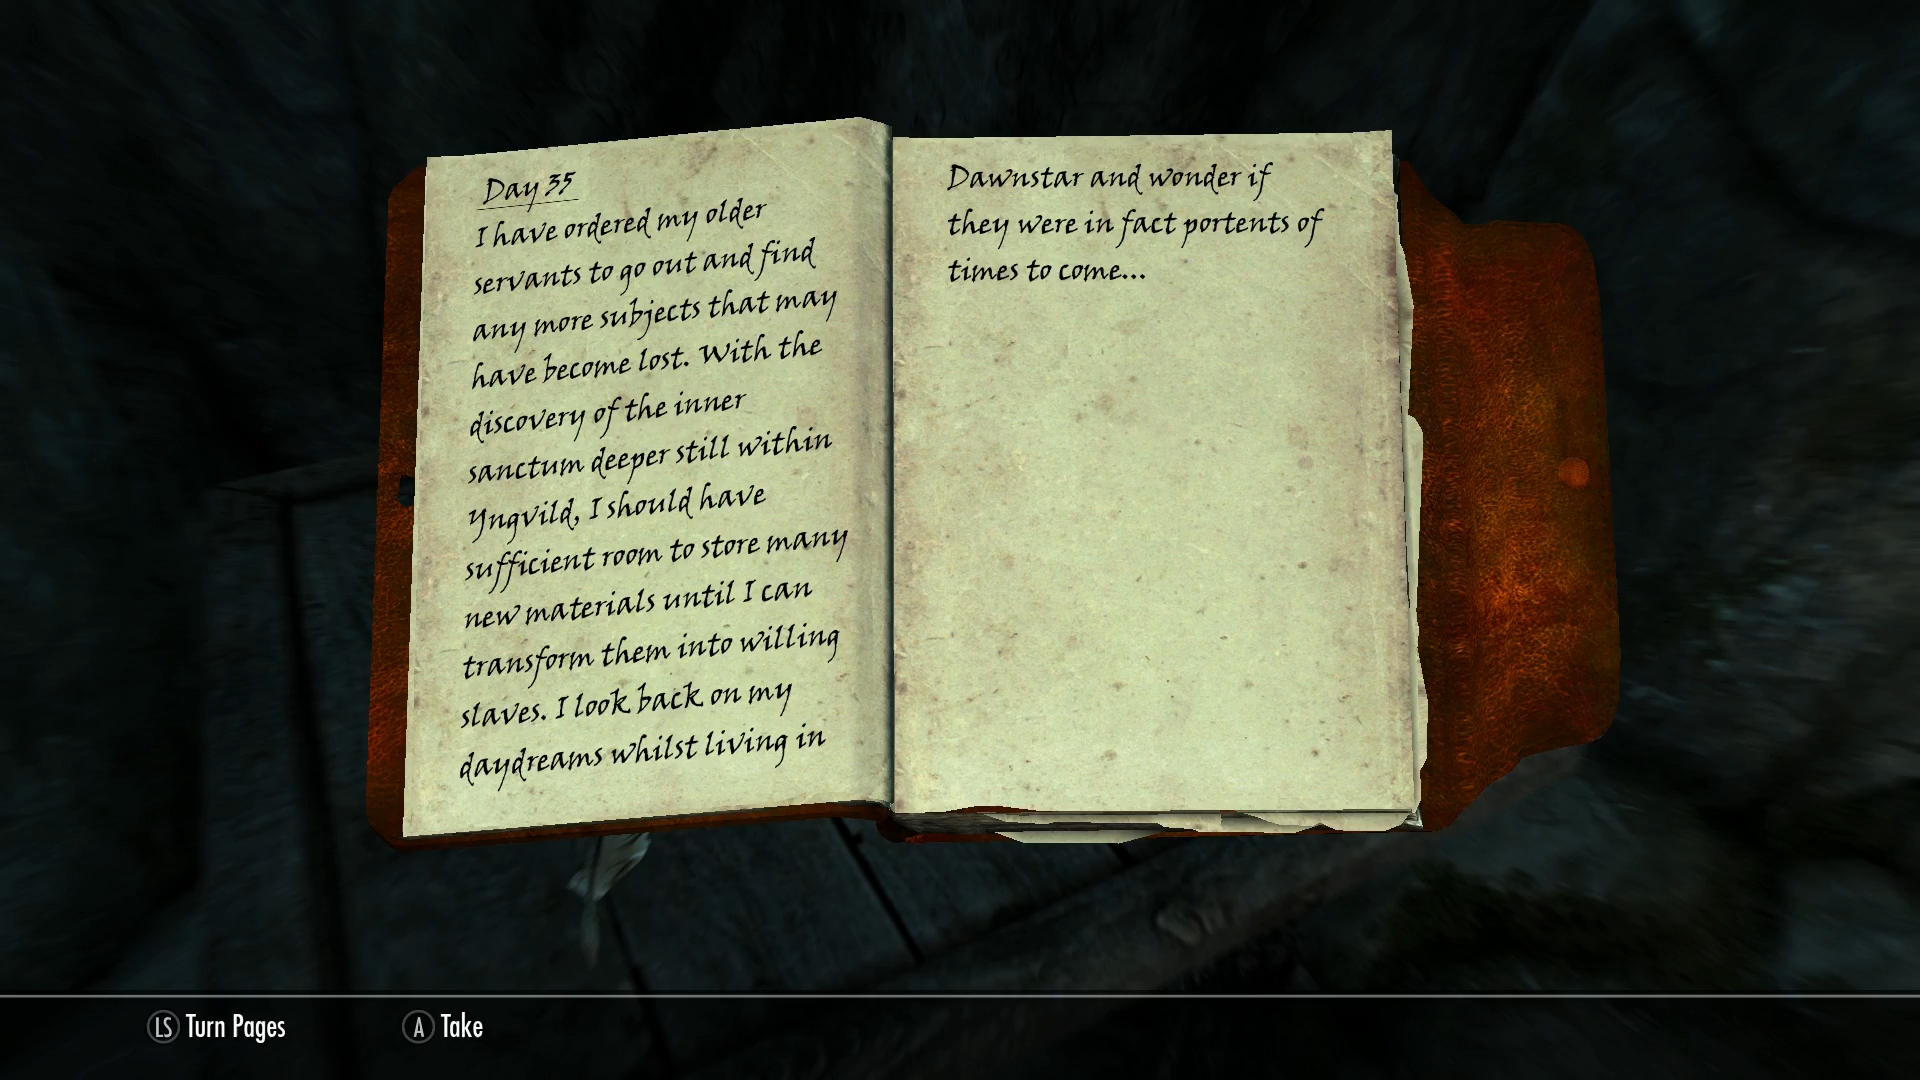 Day 35
I have ordered my older
servants to go out and find
any more subjects that may
have become lost. With the
discovery of the inner
sanctum deeper still within
Yngvild, I should have
sufficient room to store many
new materials until I can
transform them into willing
slaves. I look back on my
daydreams whilst living in
Dawnstar and wonder if
they were in fact portents of
times to come...
LS Turn Pages
A Take